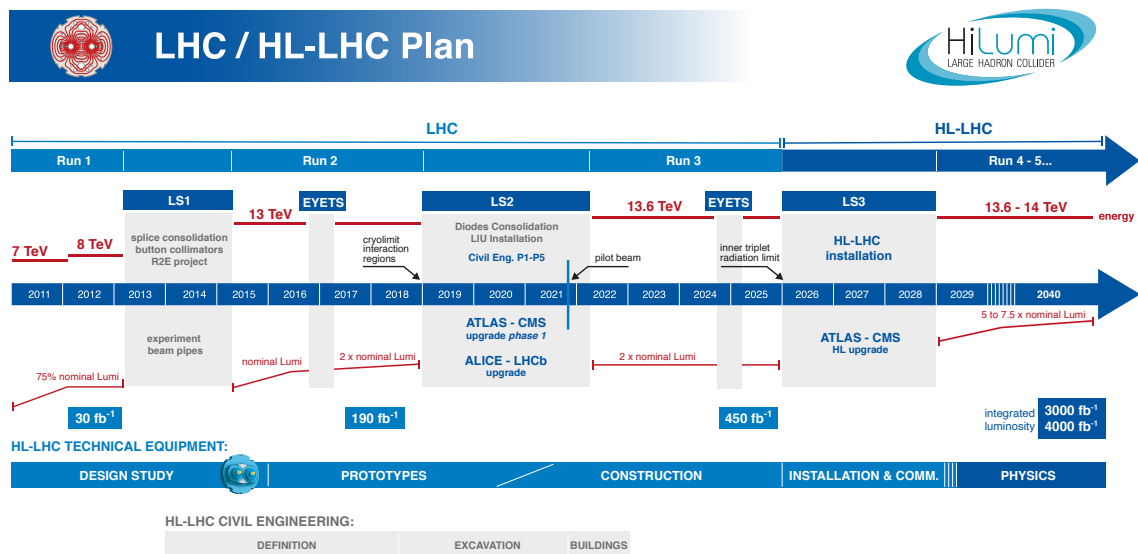 LHC / HL-LHC Plan
HiLumi
LARGE HADRON COLLIDER
LHC
HL-LHC
Run 1
Run 2
Run 3
Run 4 - 5...
LS1
EYETS
LS2
EYETS
LS3
13 TeV
13.6 TeV
13.6 - 14 TeV
energy
7 TeV
8 TeV
splice consolidation
button collimators
R2E project
cryolimit
interaction
regions
Diodes Consolidation
LIU Installation
Civil Eng. P1-P5
pilot beam
inner triplet
radiation limit
HL-LHC
installation
2011 2012 2013 2014 2015 2016 2017 2018 2019 2020 2021 2022 2023 2024 2025 2026 2027 2028 2029 2040
5 to 7.5 x nominal Lumi
experiment
beam pipes
ATLAS - CMS
upgrade phase 1
ALICE - LHCb
upgrade
ATLAS - CMS
HL upgrade
75% nominal Lumi
nominal Lumi
2 x nominal Lumi
2 x nominal Lumi
30 fb-1
190 fb-1
450 fb-1
integrated
luminosity
3000 fb-1
4000 fb-1
HL-LHC TECHNICAL EQUIPMENT:
DESIGN STUDY
PROTOTYPES
CONSTRUCTION
INSTALLATION & COMM.
PHYSICS
HL-LHC CIVIL ENGINEERING:
DEFINITION
EXCAVATION
BUILDINGS